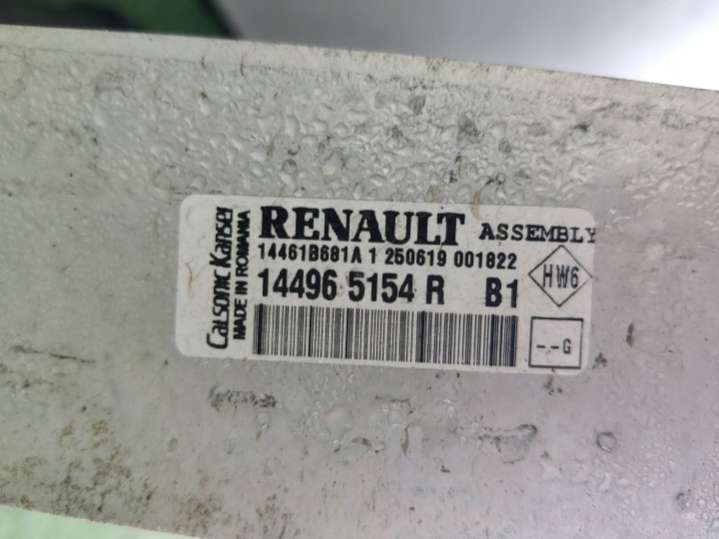 RENAULT ASSEMBLY
14461B681A 1 250619 001822
14496 5154 R B1
HW6
--G
Calsonic Kansei
MADE IN ROMANIA